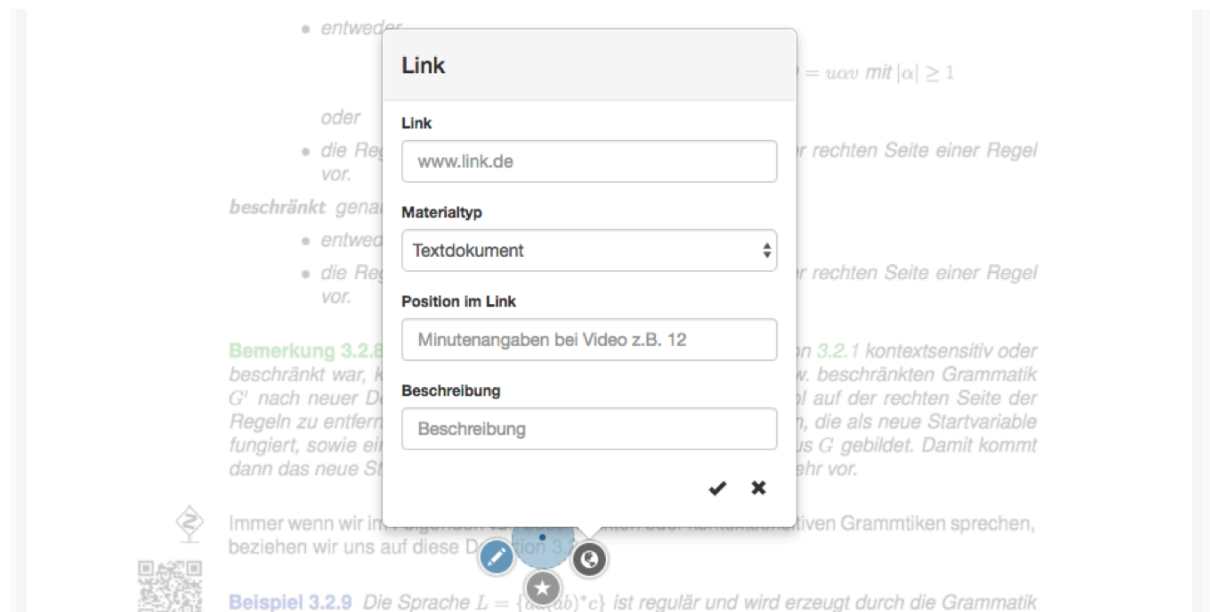 • entweder
Link
= uαv mit |α| ≥ 1
oder
Link
• die Reg
r rechten Seite einer Regel
www.link.de
vor.
beschränkt gena
Materialtyp
• entwed
Textdokument
• die Reg
r rechten Seite einer Regel
vor.
Position im Link
Minutenangaben bei Video z.B. 12
Bemerkung 3.2.8
3.2.1 kontextsensitiv oder
beschränkt war, k
w. beschränkten Grammatik
Beschreibung
G' nach neuer D
auf der rechten Seite der
Regeln zu entfern
n, die als neue Startvariable
Beschreibung
fungiert, sowie ei
us G gebildet. Damit kommt
dann das neue St
ehr vor.
Immer wenn wir im
tiven Grammtiken sprechen,
beziehen wir uns auf diese
Beispiel 3.2.9 Die Sprache L = {
b)*c} ist regulär und wird erzeugt durch die Grammatik